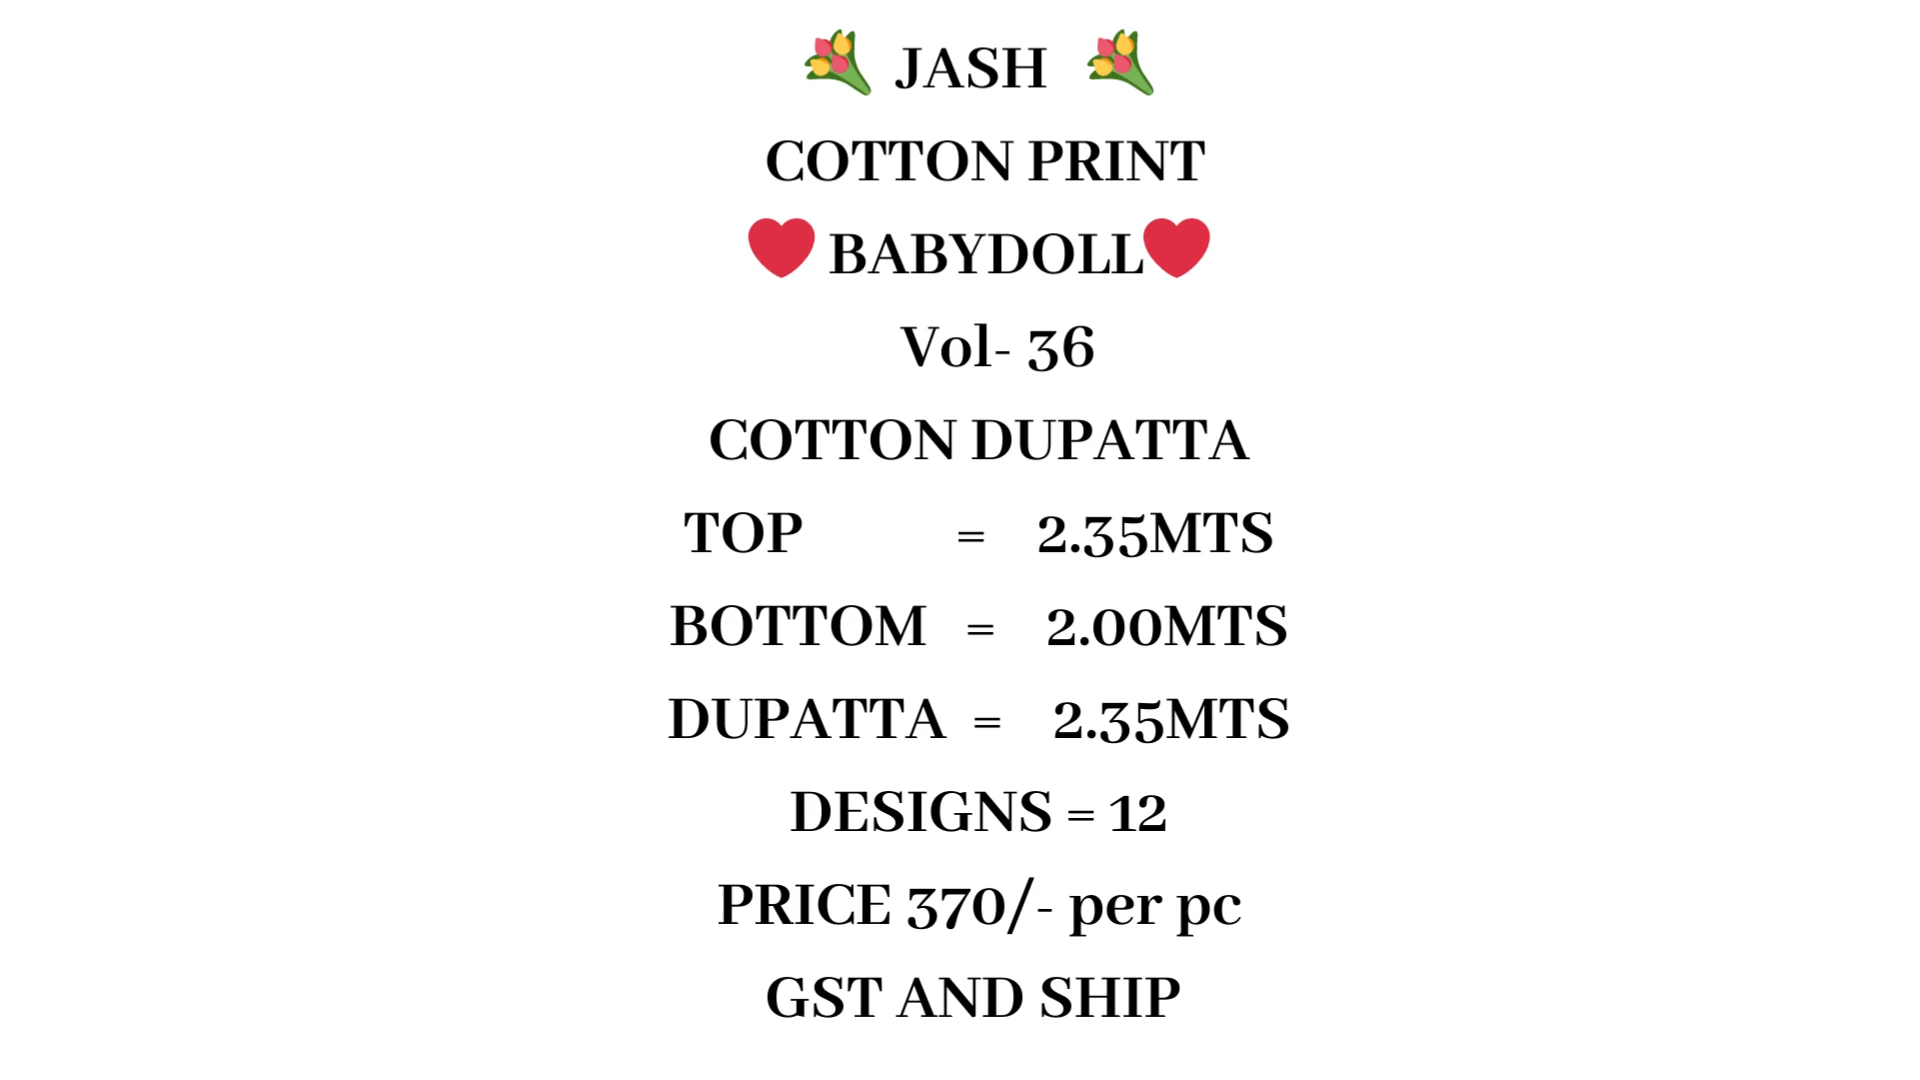 💐 JASH 💐
COTTON PRINT
❤️ BABYDOLL❤️
Vol- 36
COTTON DUPATTA
TOP = 2.35MTS
BOTTOM = 2.00MTS
DUPATTA = 2.35MTS
DESIGNS = 12
PRICE 370/- per pc
GST AND SHIP